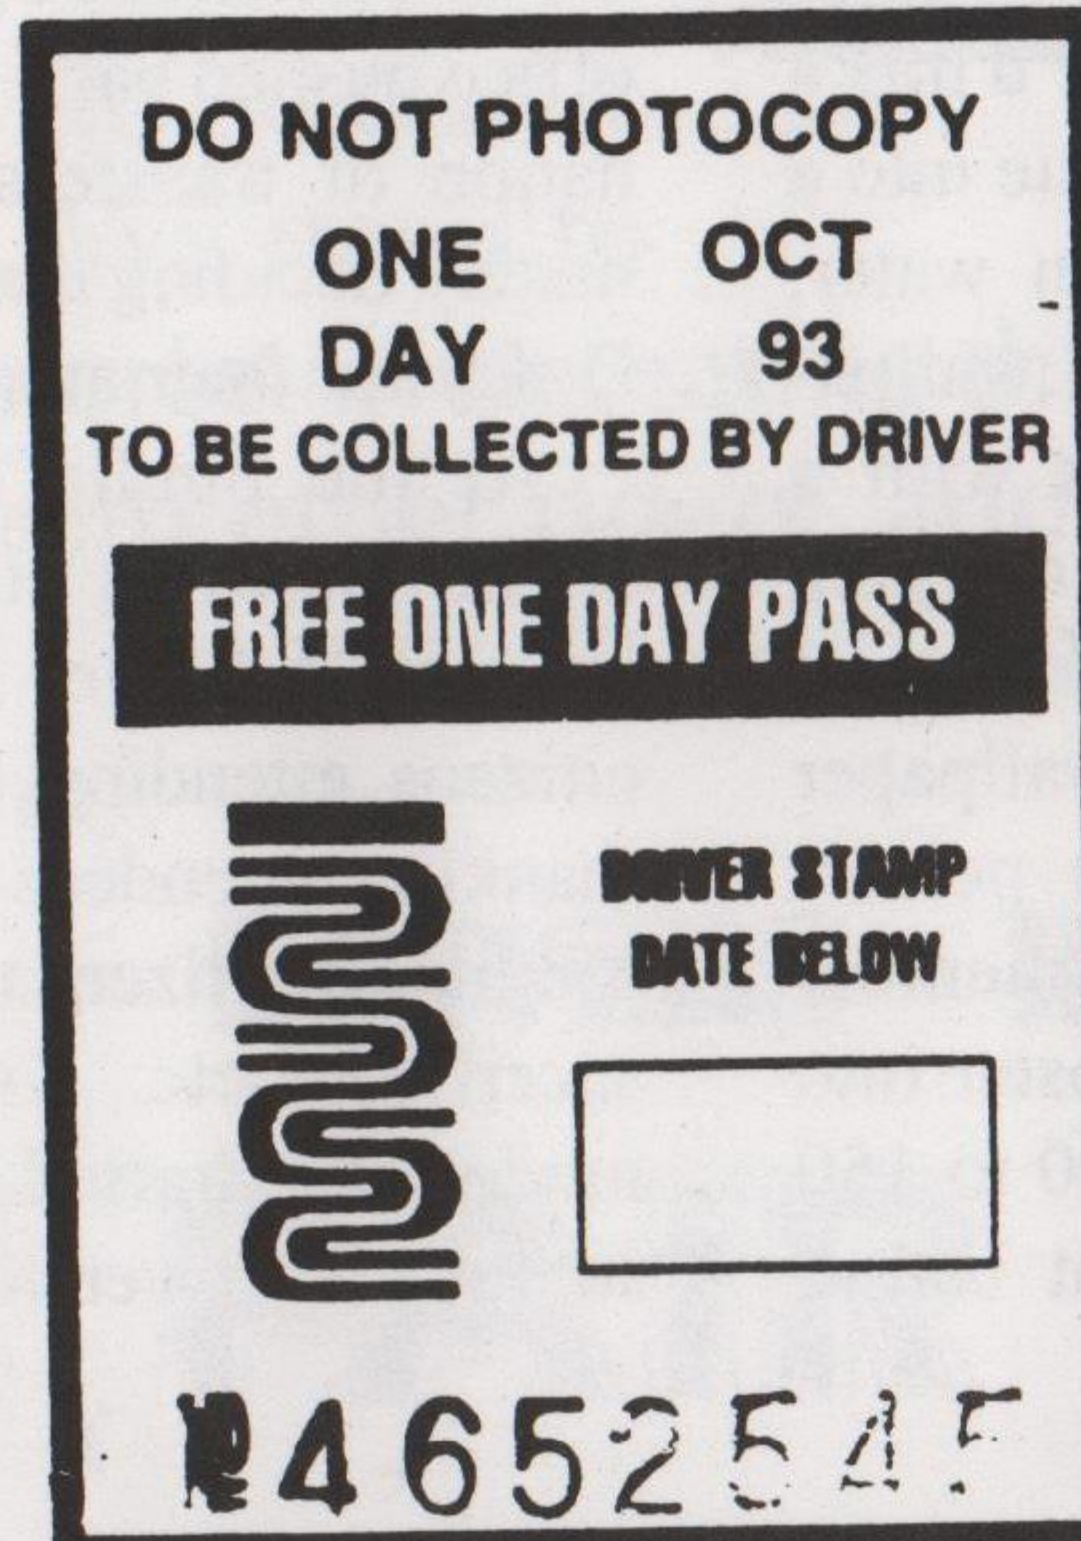 DO NOT PHOTOCOPY
ONE OCT
DAY 93
TO BE COLLECTED BY DRIVER
FREE ONE DAY PASS
DRIVER STAMP
DATE BELOW